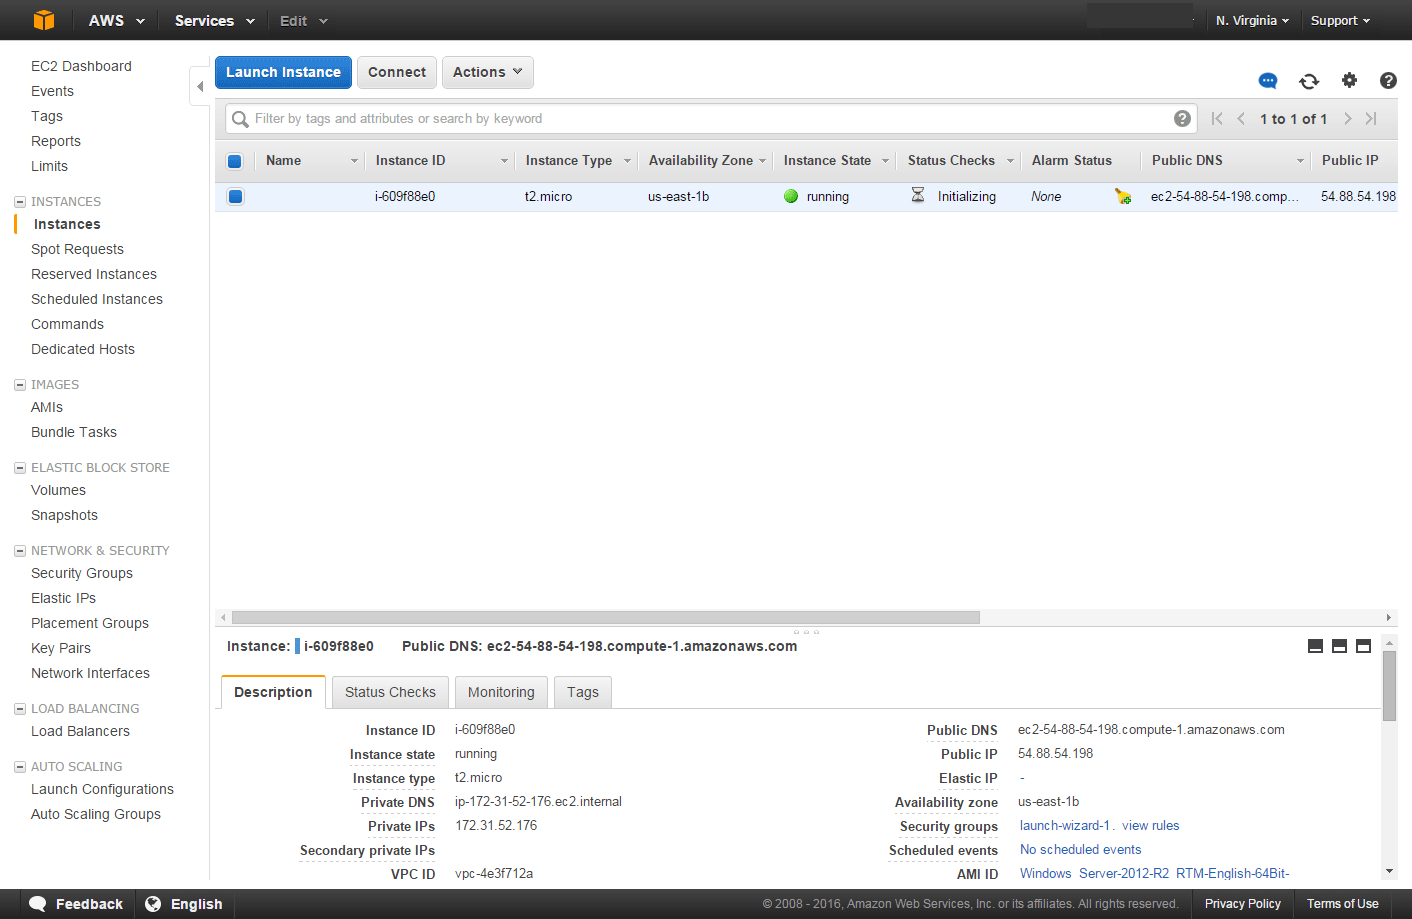 AWS Services Edit N. Virginia Support
EC2 Dashboard
Events
Tags
Reports
Limits
INSTANCES
Instances
Spot Requests
Reserved Instances
Scheduled Instances
Commands
Dedicated Hosts
IMAGES
AMIs
Bundle Tasks
ELASTIC BLOCK STORE
Volumes
Snapshots
NETWORK & SECURITY
Security Groups
Elastic IPs
Placement Groups
Key Pairs
Network Interfaces
LOAD BALANCING
Load Balancers
AUTO SCALING
Launch Configurations
Auto Scaling Groups
Launch Instance Connect Actions
Filter by tags and attributes or search by keyword 1 to 1 of 1
Name Instance ID Instance Type Availability Zone Instance State Status Checks Alarm Status Public DNS Public IP
i-609f88e0 t2.micro us-east-1b running Initializing None ec2-54-88-54-198.comp... 54.88.54.198
Instance: i-609f88e0 Public DNS: ec2-54-88-54-198.compute-1.amazonaws.com
Description Status Checks Monitoring Tags
Instance ID i-609f88e0 Public DNS ec2-54-88-54-198.compute-1.amazonaws.com
Instance state running Public IP 54.88.54.198
Instance type t2.micro Elastic IP -
Private DNS ip-172-31-52-176.ec2.internal Availability zone us-east-1b
Private IPs 172.31.52.176 Security groups launch-wizard-1. view rules
Secondary private IPs Scheduled events No scheduled events
VPC ID vpc-4e3f712a AMI ID Windows_Server-2012-R2_RTM-English-64Bit-
Feedback English © 2008 - 2016, Amazon Web Services, Inc. or its affiliates. All rights reserved. Privacy Policy Terms of Use